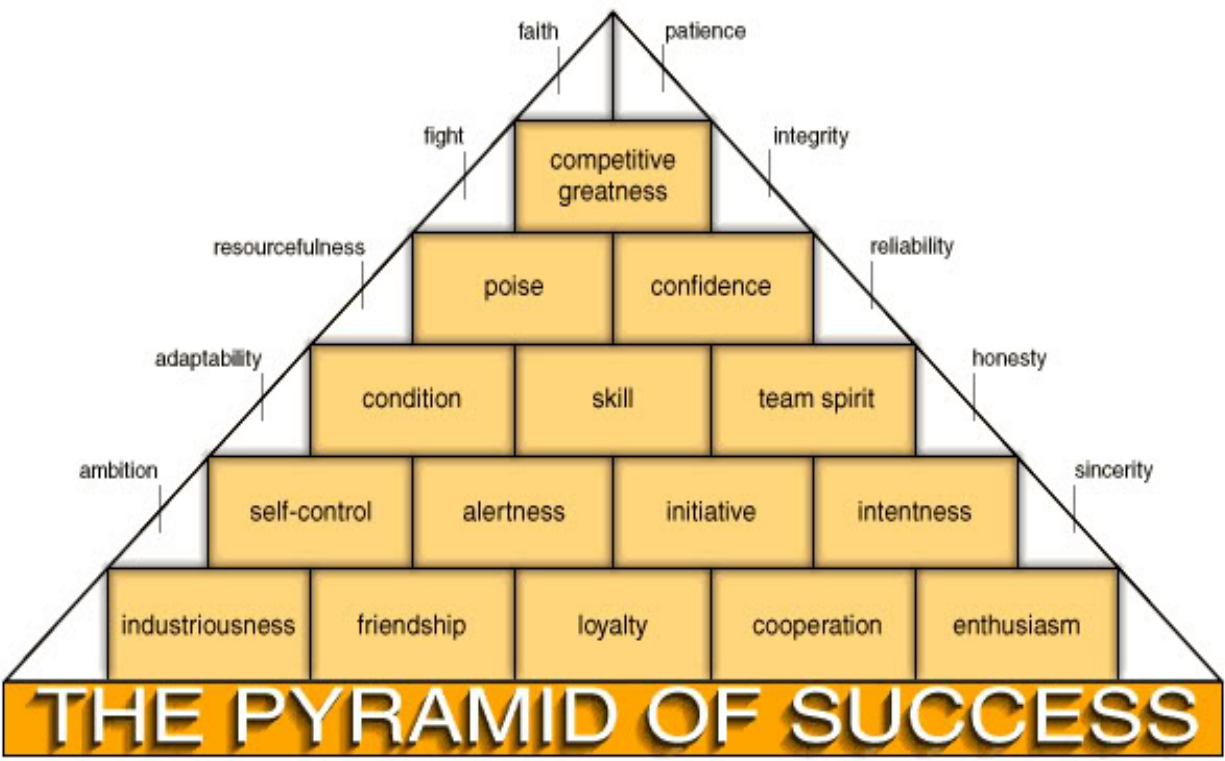 faith patience
fight integrity
competitive
greatness
resourcefulness reliability
poise confidence
adaptability honesty
condition skill team spirit
ambition sincerity
self-control alertness initiative intentness
industriousness friendship loyalty cooperation enthusiasm
THE PYRAMID OF SUCCESS